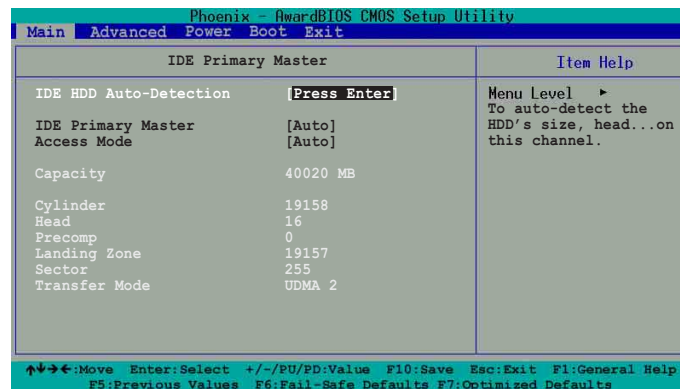 Phoenix - AwardBIOS CMOS Setup Utility
Main Advanced Power Boot Exit
IDE Primary Master
Item Help
IDE HDD Auto-Detection [Press Enter]
IDE Primary Master [Auto]
Access Mode [Auto]
Capacity 40020 MB
Cylinder 19158
Head 16
Precomp 0
Landing Zone 19157
Sector 255
Transfer Mode UDMA 2
Menu Level ►
To auto-detect the
HDD's size, head...on
this channel.
↑↓→←:Move Enter:Select +/-/PU/PD:Value F10:Save Esc:Exit F1:General Help
F5:Previous Values F6:Fail-Safe Defaults F7:Optimized Defaults